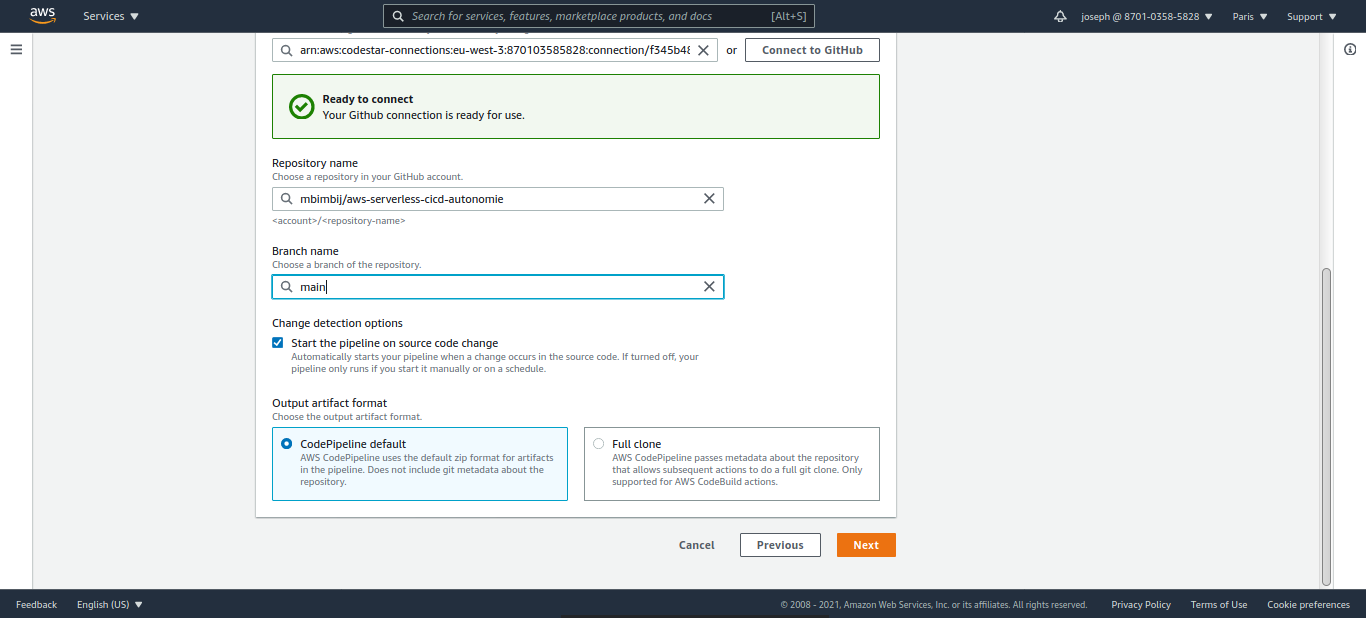 aws
Services
Search for services, features, marketplace products, and docs [Alt+S]
joseph @ 8701-0358-5828
Paris
Support
arn:aws:codestar-connections:eu-west-3:870103585828:connection/f345b48
or
Connect to GitHub
Ready to connect
Your Github connection is ready for use.
Repository name
Choose a repository in your GitHub account.
mbimbij/aws-serverless-cicd-autonomie
<account>/<repository-name>
Branch name
Choose a branch of the repository.
main
Change detection options
Start the pipeline on source code change
Automatically starts your pipeline when a change occurs in the source code. If turned off, your
pipeline only runs if you start it manually or on a schedule.
Output artifact format
Choose the output artifact format.
CodePipeline default
AWS CodePipeline uses the default zip format for artifacts
in the pipeline. Does not include git metadata about the
repository.
Full clone
AWS CodePipeline passes metadata about the repository
that allows subsequent actions to do a full git clone. Only
supported for AWS CodeBuild actions.
Cancel
Previous
Next
Feedback
English (US)
© 2008 - 2021, Amazon Web Services, Inc. or its affiliates. All rights reserved.
Privacy Policy
Terms of Use
Cookie preferences